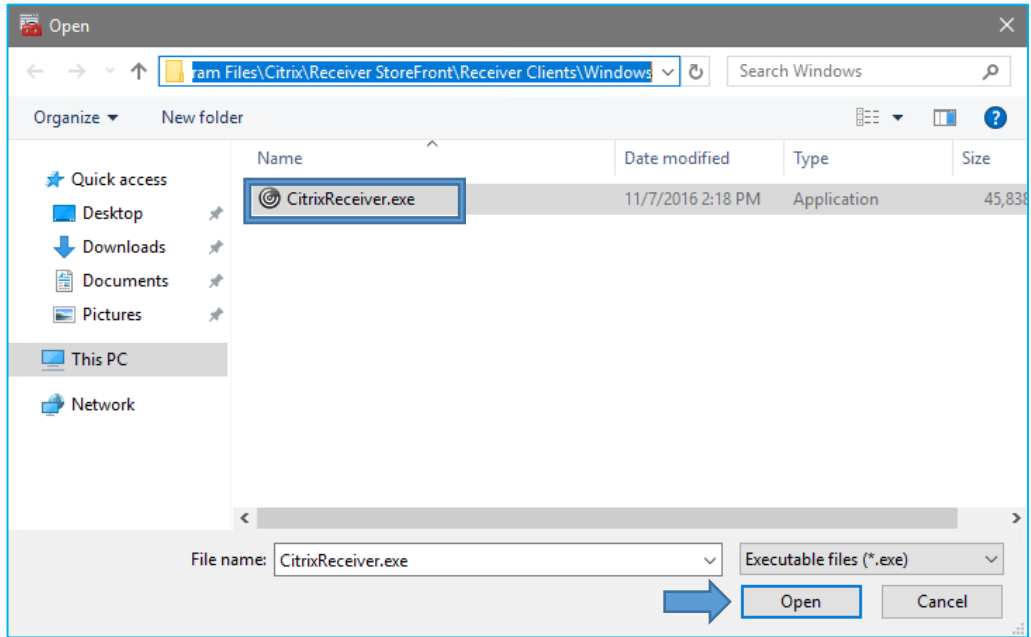 Open
ram Files\Citrix\Receiver StoreFront\Receiver Clients\Windows
Search Windows
Organize
New folder
?
Name
Date modified
Type
Size
Quick access
Desktop
Downloads
Documents
Pictures
This PC
Network
CitrixReceiver.exe
11/7/2016 2:18 PM
Application
45,838
File name:
CitrixReceiver.exe
Executable files (*.exe)
Open
Cancel